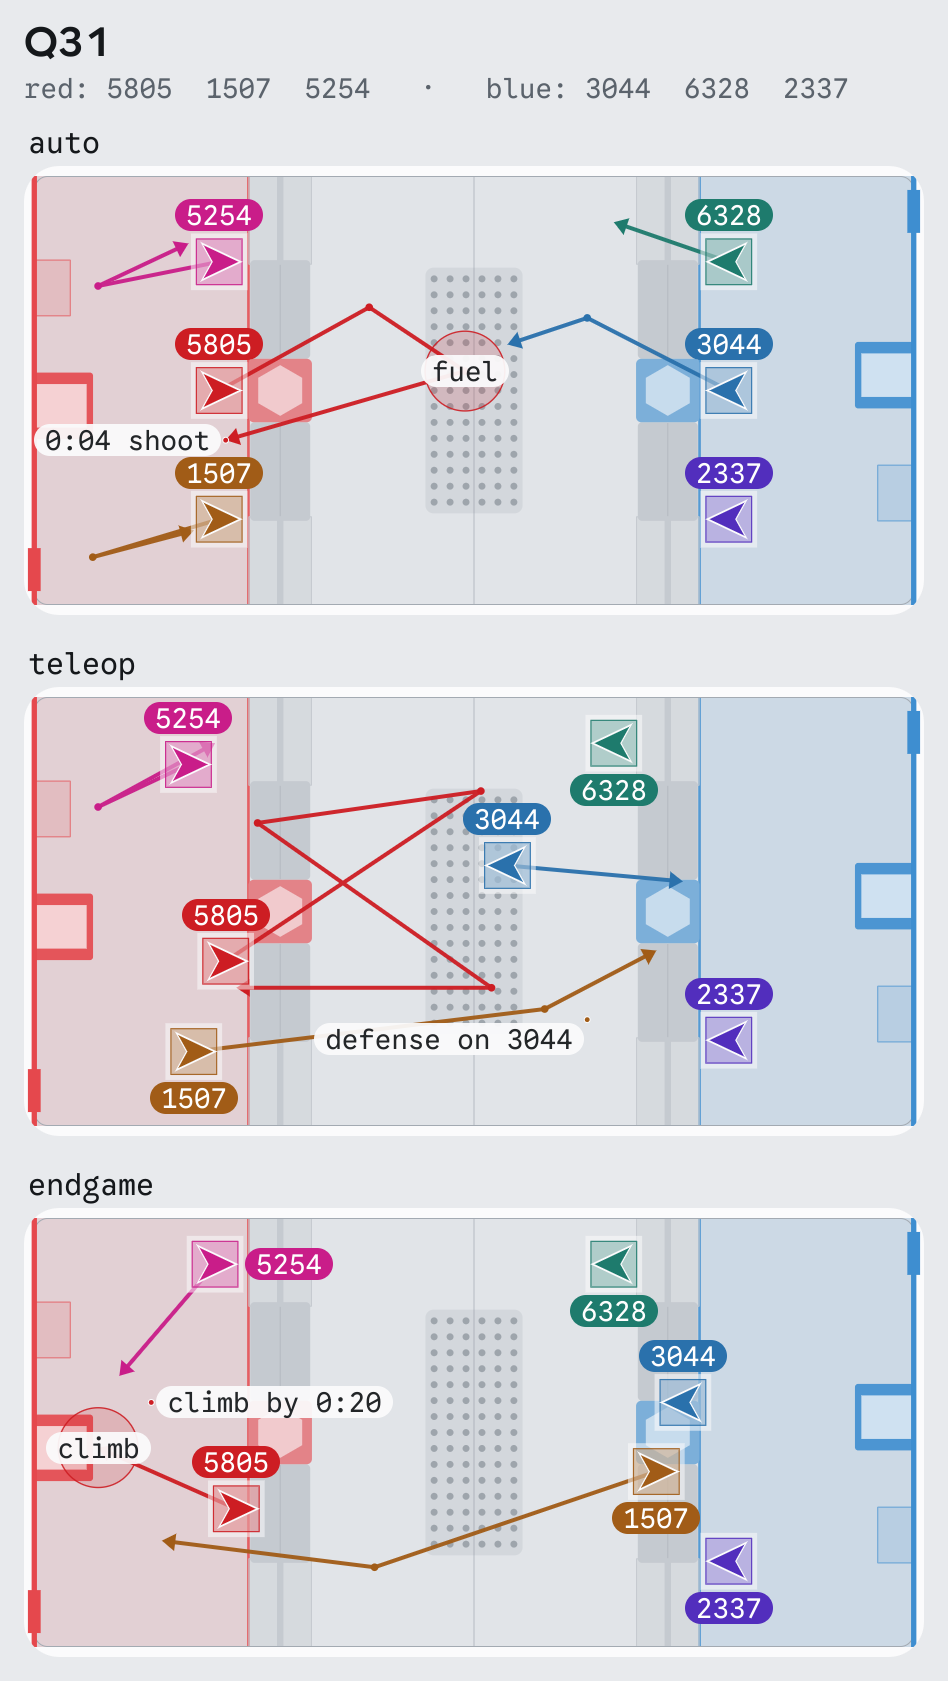 Q31
red: 5805 1507 5254 · blue: 3044 6328 2337
auto
5254
6328
5805
3044
fuel
0:04 shoot
1507
2337
teleop
5254
6328
3044
5805
2337
defense on 3044
1507
endgame
5254
6328
3044
climb by 0:20
climb
5805
1507
2337